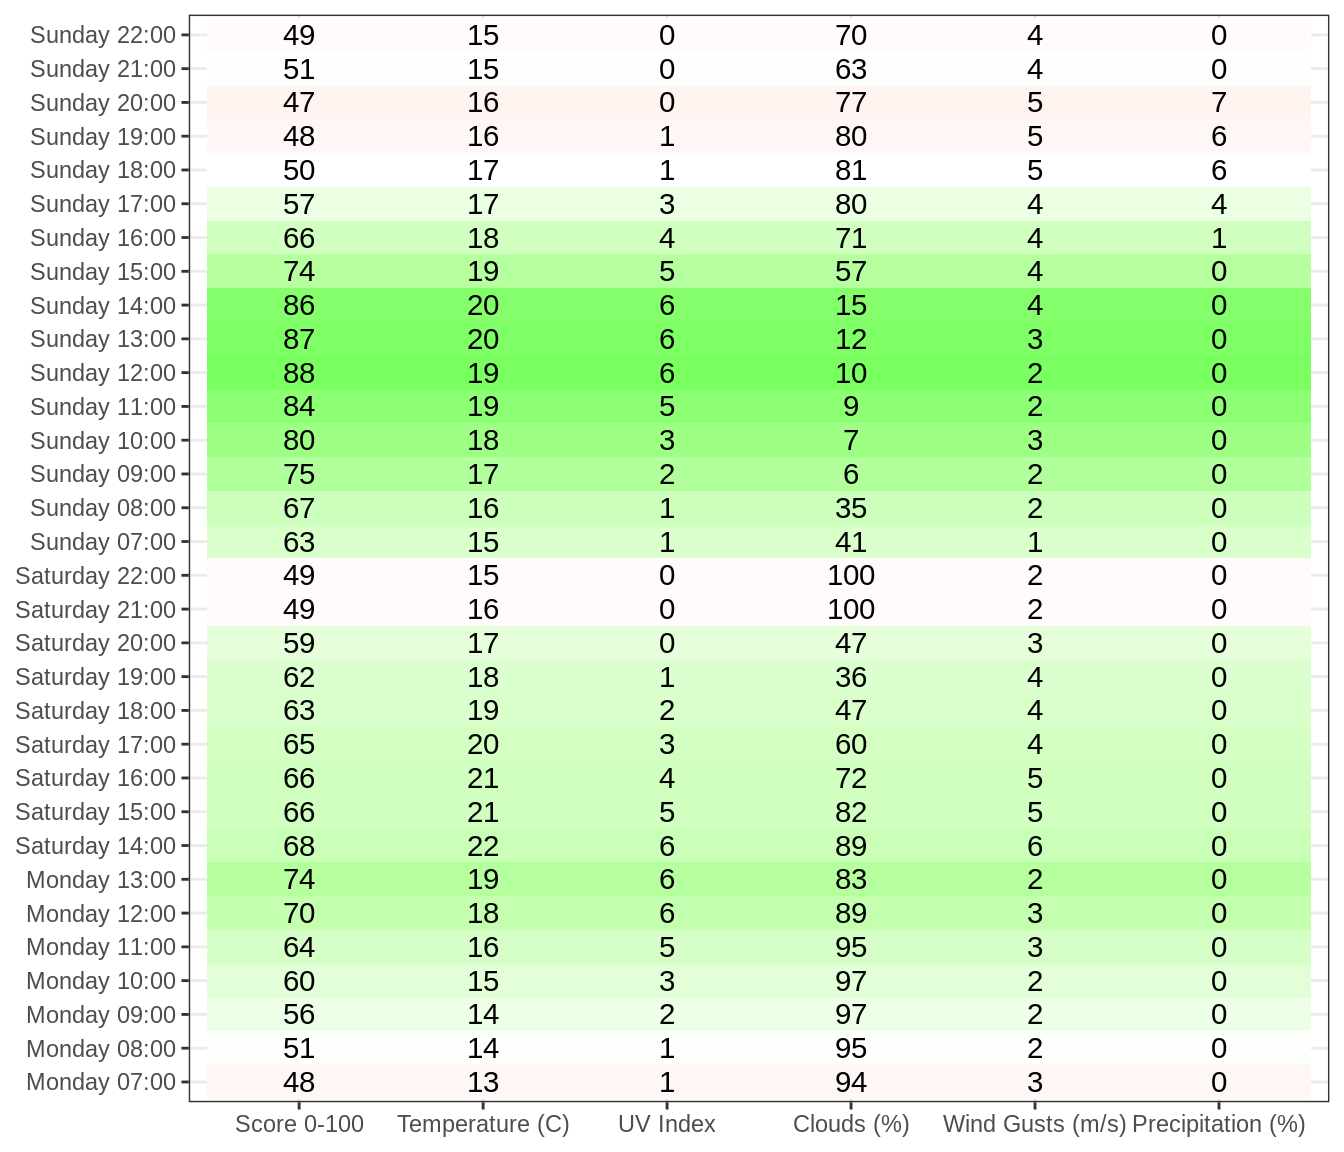 Sunday 22:00 49 15 0 70 4 0
Sunday 21:00 51 15 0 63 4 0
Sunday 20:00 47 16 0 77 5 7
Sunday 19:00 48 16 1 80 5 6
Sunday 18:00 50 17 1 81 5 6
Sunday 17:00 57 17 3 80 4 4
Sunday 16:00 66 18 4 71 4 1
Sunday 15:00 74 19 5 57 4 0
Sunday 14:00 86 20 6 15 4 0
Sunday 13:00 87 20 6 12 3 0
Sunday 12:00 88 19 6 10 2 0
Sunday 11:00 84 19 5 9 2 0
Sunday 10:00 80 18 3 7 3 0
Sunday 09:00 75 17 2 6 2 0
Sunday 08:00 67 16 1 35 2 0
Sunday 07:00 63 15 1 41 1 0
Saturday 22:00 49 15 0 100 2 0
Saturday 21:00 49 16 0 100 2 0
Saturday 20:00 59 17 0 47 3 0
Saturday 19:00 62 18 1 36 4 0
Saturday 18:00 63 19 2 47 4 0
Saturday 17:00 65 20 3 60 4 0
Saturday 16:00 66 21 4 72 5 0
Saturday 15:00 66 21 5 82 5 0
Saturday 14:00 68 22 6 89 6 0
Monday 13:00 74 19 6 83 2 0
Monday 12:00 70 18 6 89 3 0
Monday 11:00 64 16 5 95 3 0
Monday 10:00 60 15 3 97 2 0
Monday 09:00 56 14 2 97 2 0
Monday 08:00 51 14 1 95 2 0
Monday 07:00 48 13 1 94 3 0
Score 0-100 Temperature (C) UV Index Clouds (%) Wind Gusts (m/s) Precipitation (%)